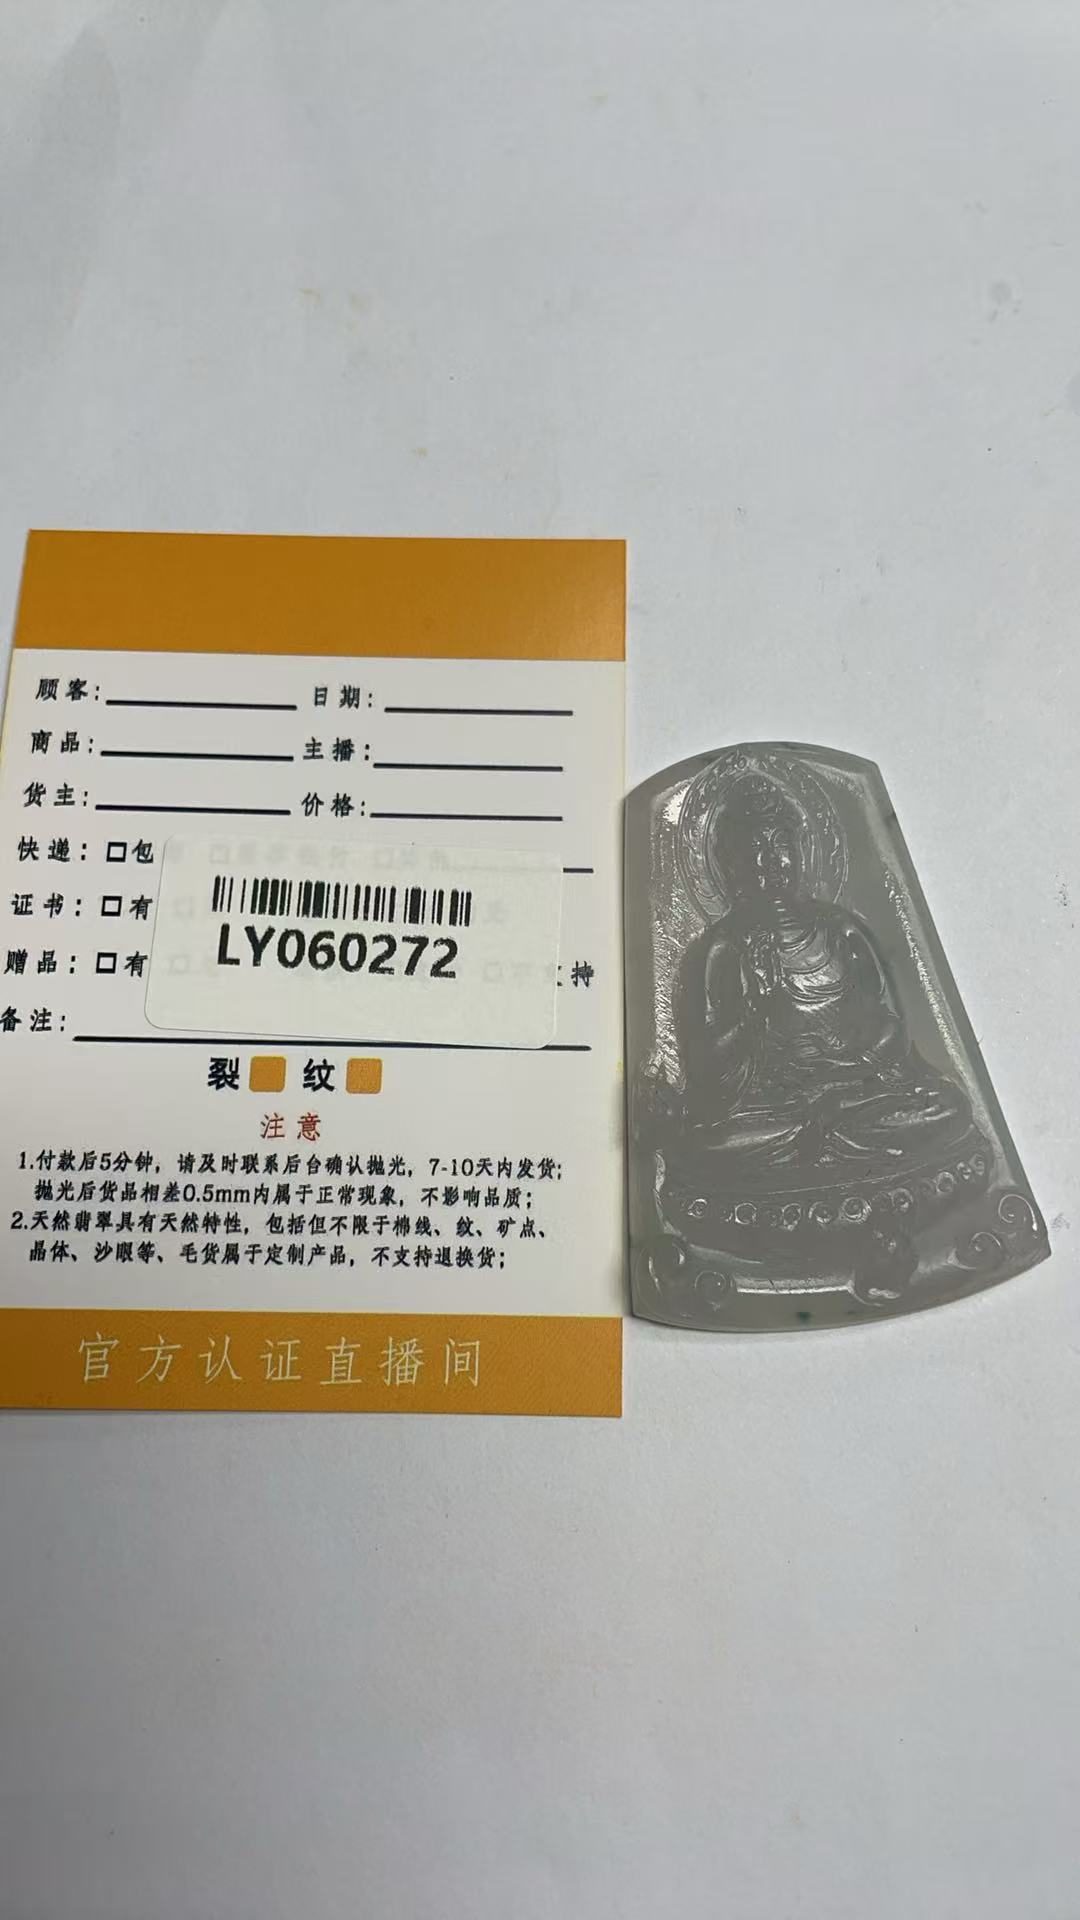 顾客: 日期:
商品: 主播:
货主: 价格:
快递: 包
证书: 有
LY060272
赠品: 有 持
备注:
裂 纹
注意
1.付款后5分钟，请及时联系后台确认抛光，7-10天内发货;
抛光后货品相差0.5mm内属于正常现象，不影响品质;
2.天然翡翠具有天然特性，包括但不限于棉线、纹、矿点、
晶体、沙眼等、毛货属于定制产品，不支持退换货;
官方认证直播间